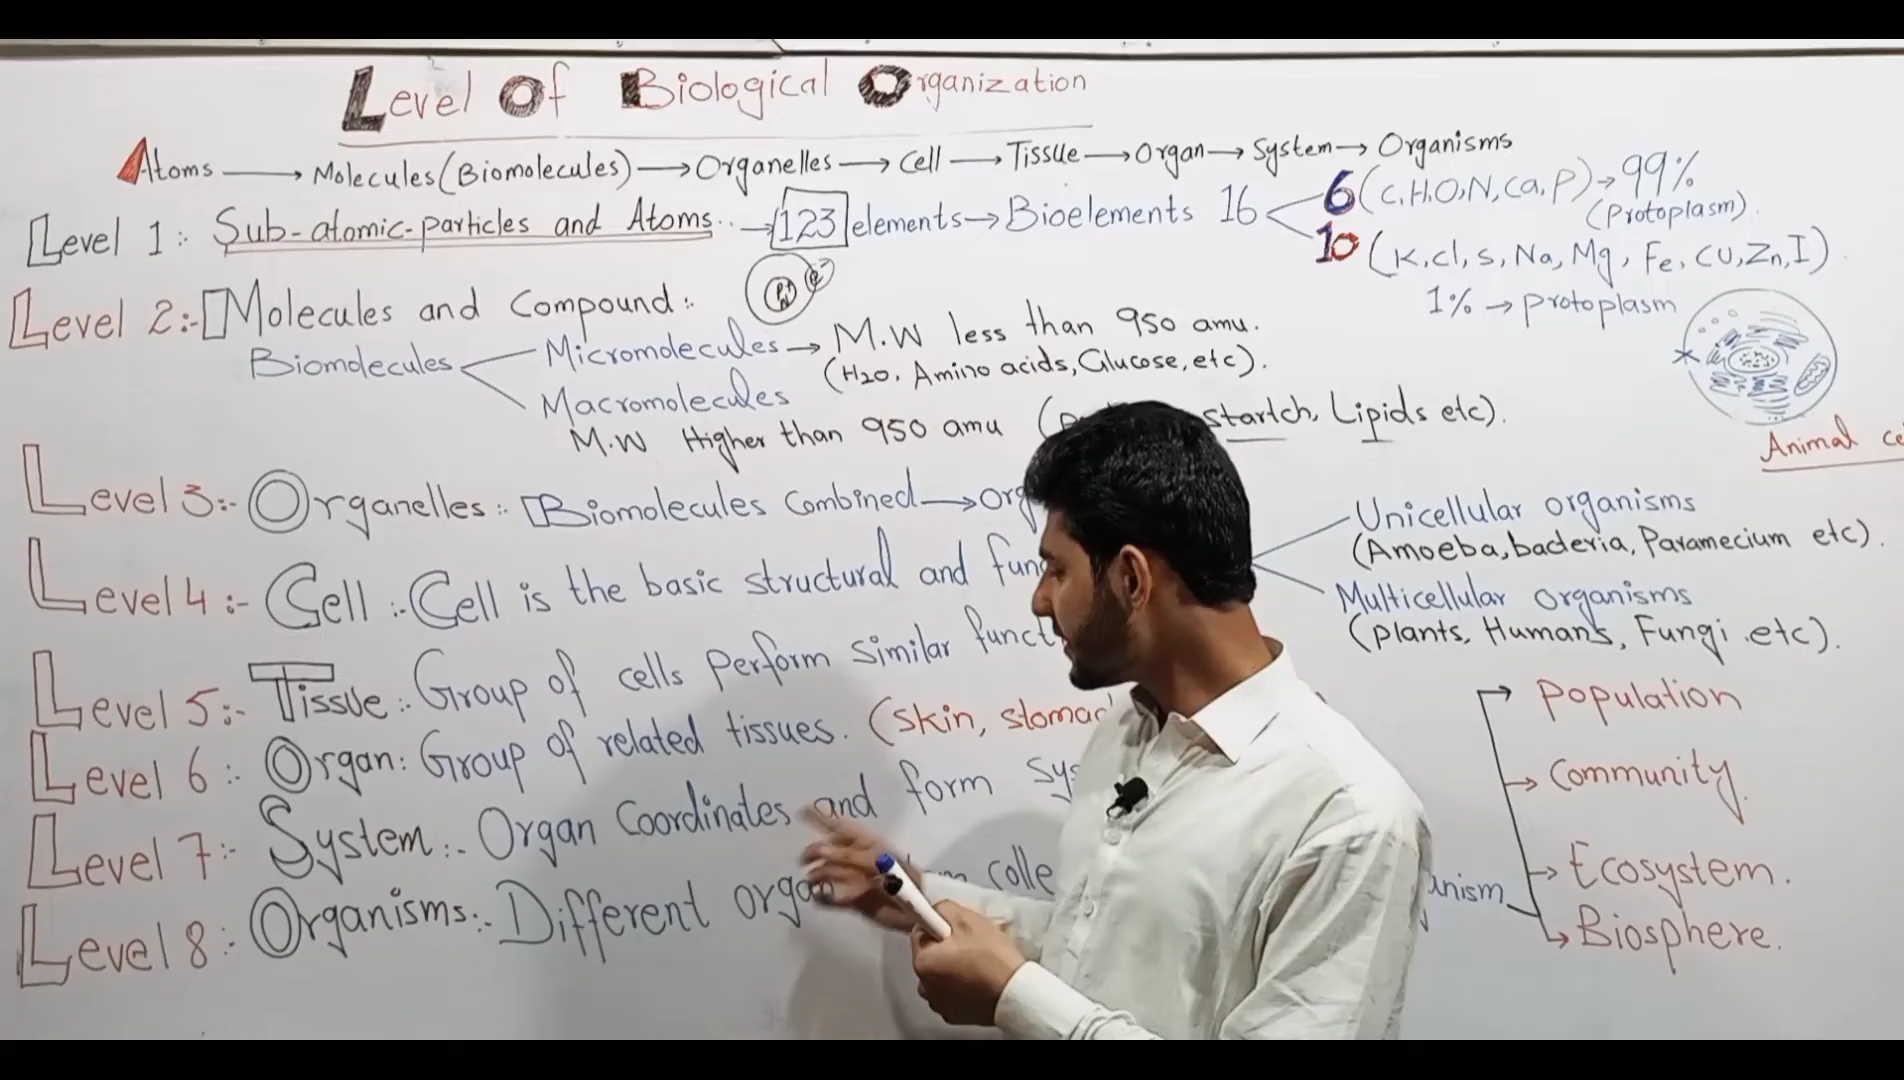 Level Of Biological Organization
Atoms → Molecules (Biomolecules) → Organelles → Cell → Tissue → Organ → System → Organisms
Level 1:- Sub-atomic-particles and Atoms.. → 123 elements → Bioelements 16
6 (C,H,O,N,Ca,P) → 99%
(Protoplasm).
10 (K,Cl,S,Na,Mg,Fe,Cu,Zn,I)
1% → protoplasm
P+
N
e-
Level 2:- Molecules and Compound:-
Biomolecules
Micromolecules → M.W less than 950 amu.
(H2O, Amino acids, Glucose, etc).
Macromolecules
M.W Higher than 950 amu ( startch, Lipids etc).
Animal
Level 3:- Organelles:- Biomolecules Combined →
Level 4:- Cell:- Cell is the basic structural and
Unicellular organisms
(Amoeba, bacteria, Paramecium etc).
Multicellular organisms
(plants, Humans, Fungi etc).
Level 5:- Tissue:- Group of cells perform similar
Level 6:- Organ: Group of related tissues. (skin,
Level 7:- System:- Organ Coordinates and form
Level 8:- Organisms:- Different
Population
Community
Ecosystem.
Biosphere.